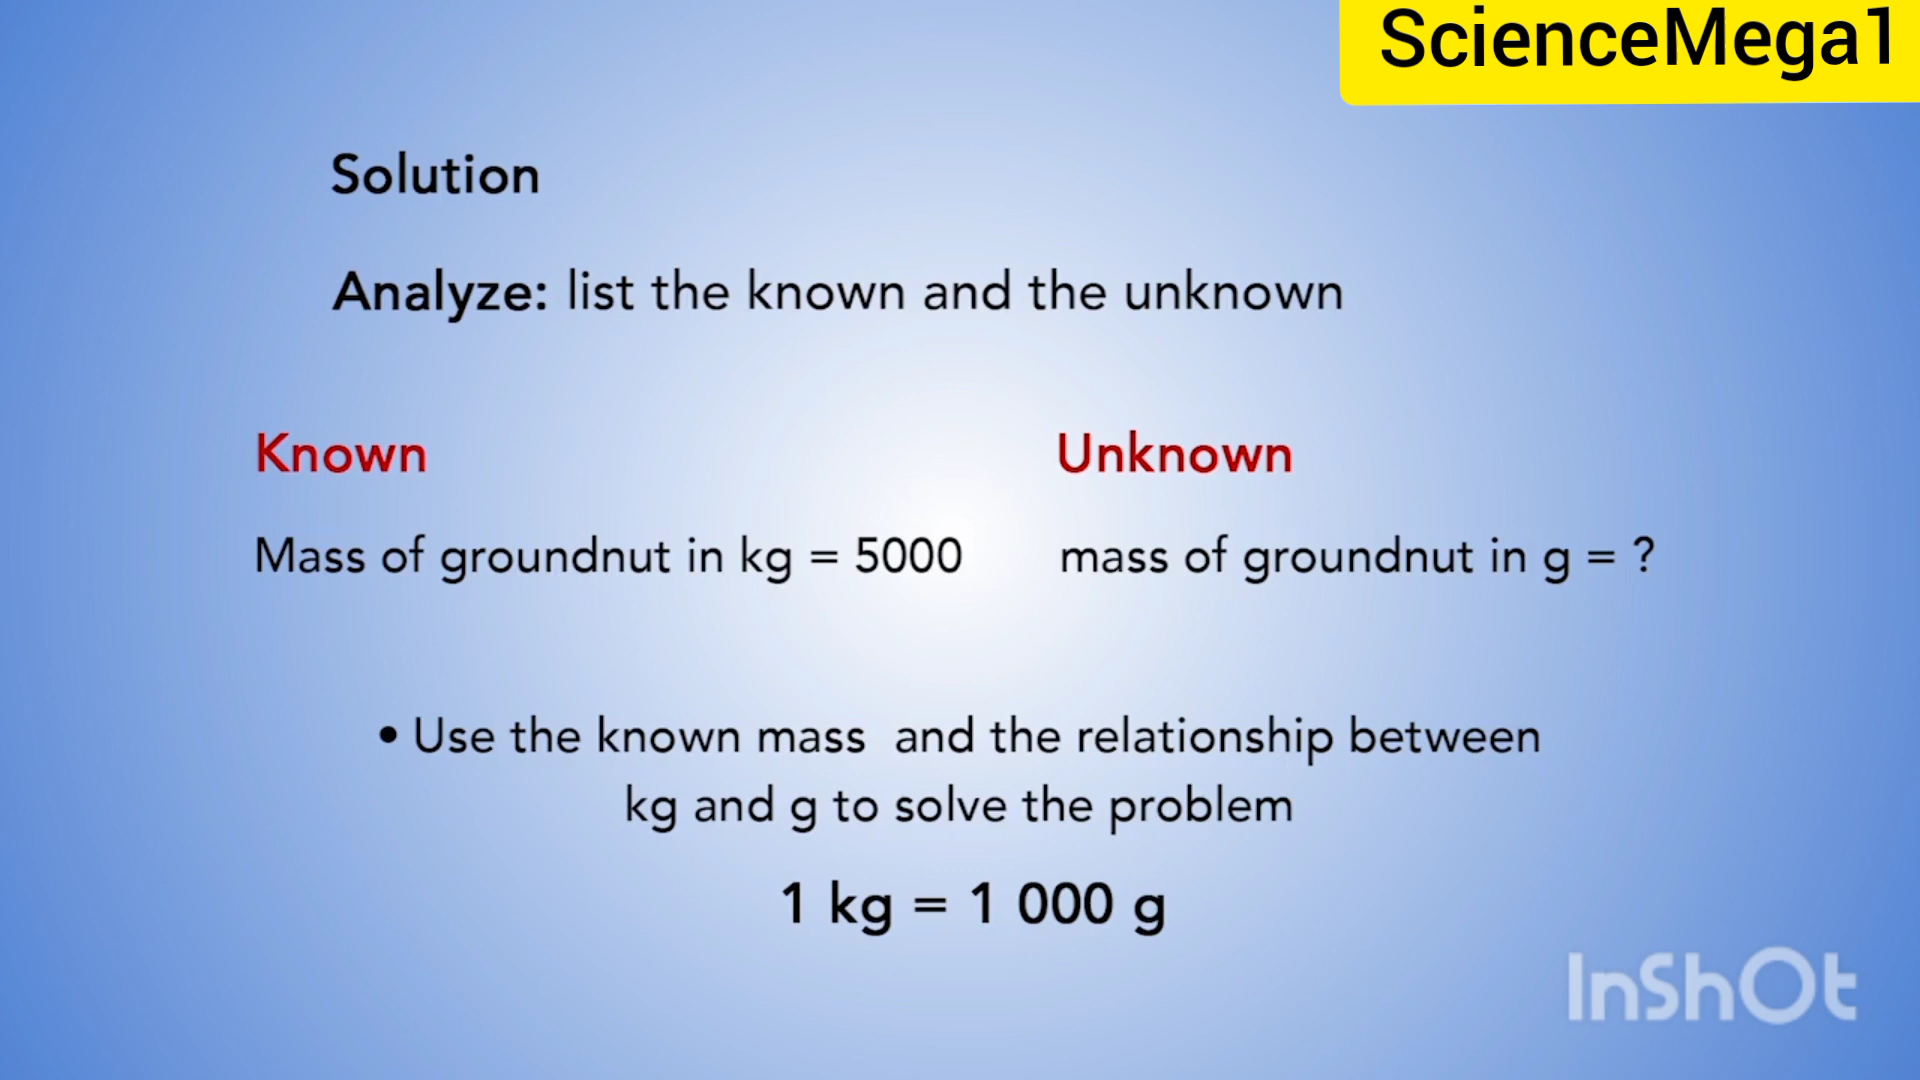 ScienceMega1
Solution
Analyze: list the known and the unknown
Known
Unknown
Mass of groundnut in kg = 5000
mass of groundnut in g = ?
• Use the known mass and the relationship between
kg and g to solve the problem
1 kg = 1 000 g
InShOt